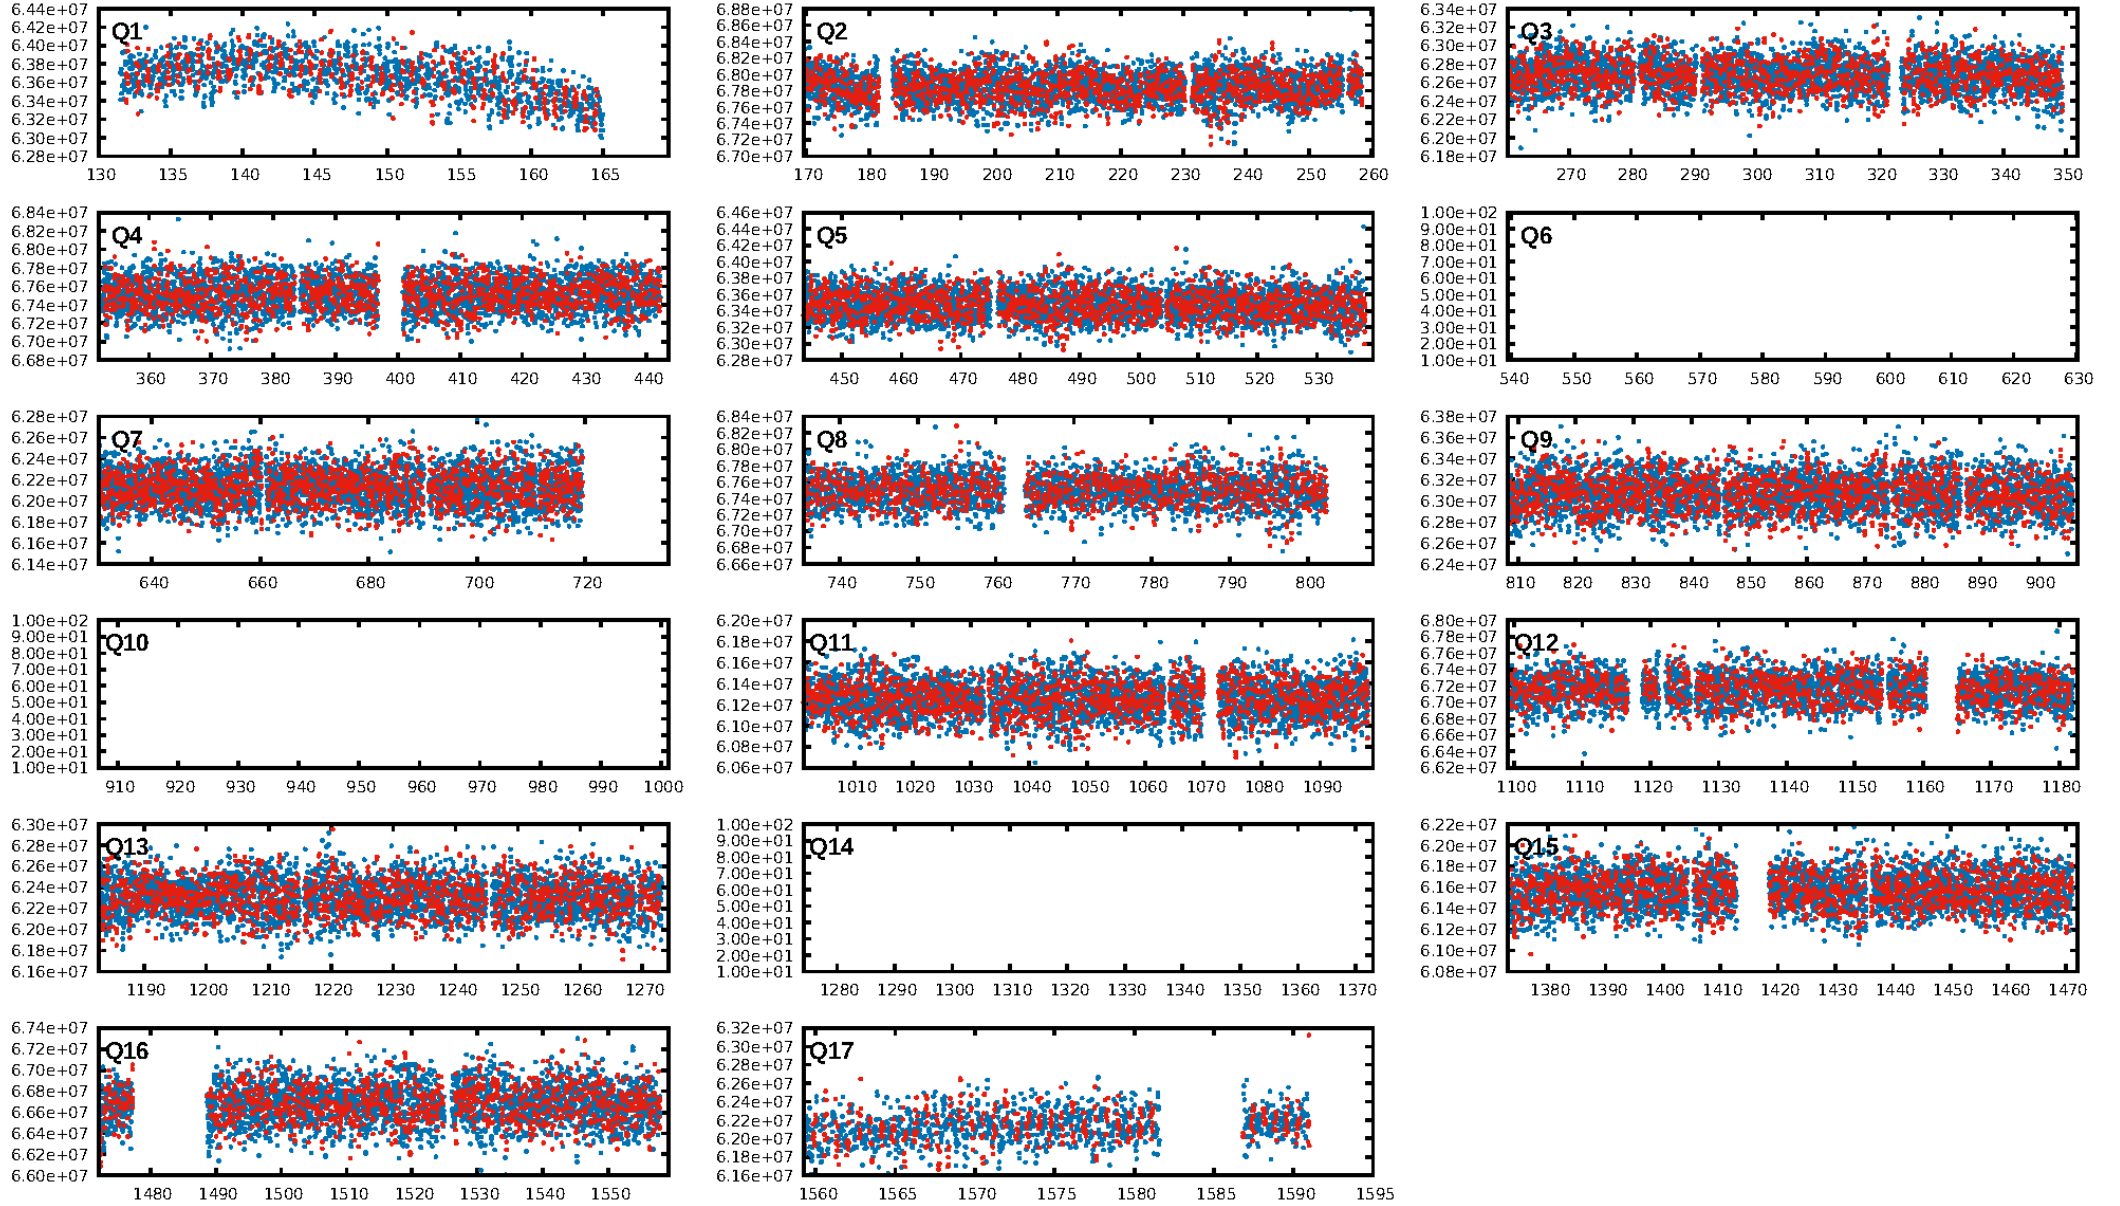 Q1
6.44e+07
6.42e+07
6.40e+07
6.38e+07
6.36e+07
6.34e+07
6.32e+07
6.30e+07
6.28e+07
130 135 140 145 150 155 160 165
Q2
6.88e+07
6.86e+07
6.84e+07
6.82e+07
6.80e+07
6.78e+07
6.76e+07
6.74e+07
6.72e+07
6.70e+07
170 180 190 200 210 220 230 240 250 260
Q3
6.34e+07
6.32e+07
6.30e+07
6.28e+07
6.26e+07
6.24e+07
6.22e+07
6.20e+07
6.18e+07
270 280 290 300 310 320 330 340 350
Q4
6.84e+07
6.82e+07
6.80e+07
6.78e+07
6.76e+07
6.74e+07
6.72e+07
6.70e+07
6.68e+07
360 370 380 390 400 410 420 430 440
Q5
6.46e+07
6.44e+07
6.42e+07
6.40e+07
6.38e+07
6.36e+07
6.34e+07
6.32e+07
6.30e+07
6.28e+07
450 460 470 480 490 500 510 520 530
Q6
1.00e+02
9.00e+01
8.00e+01
7.00e+01
6.00e+01
5.00e+01
4.00e+01
3.00e+01
2.00e+01
1.00e+01
540 550 560 570 580 590 600 610 620 630
Q7
6.28e+07
6.26e+07
6.24e+07
6.22e+07
6.20e+07
6.18e+07
6.16e+07
6.14e+07
640 660 680 700 720
Q8
6.84e+07
6.82e+07
6.80e+07
6.78e+07
6.76e+07
6.74e+07
6.72e+07
6.70e+07
6.68e+07
6.66e+07
740 750 760 770 780 790 800
Q9
6.38e+07
6.36e+07
6.34e+07
6.32e+07
6.30e+07
6.28e+07
6.26e+07
6.24e+07
810 820 830 840 850 860 870 880 890 900
Q10
1.00e+02
9.00e+01
8.00e+01
7.00e+01
6.00e+01
5.00e+01
4.00e+01
3.00e+01
2.00e+01
1.00e+01
910 920 930 940 950 960 970 980 990 1000
Q11
6.20e+07
6.18e+07
6.16e+07
6.14e+07
6.12e+07
6.10e+07
6.08e+07
6.06e+07
1010 1020 1030 1040 1050 1060 1070 1080 1090
Q12
6.80e+07
6.78e+07
6.76e+07
6.74e+07
6.72e+07
6.70e+07
6.68e+07
6.66e+07
6.64e+07
6.62e+07
1100 1110 1120 1130 1140 1150 1160 1170 1180
Q13
6.30e+07
6.28e+07
6.26e+07
6.24e+07
6.22e+07
6.20e+07
6.18e+07
6.16e+07
1190 1200 1210 1220 1230 1240 1250 1260 1270
Q14
1.00e+02
9.00e+01
8.00e+01
7.00e+01
6.00e+01
5.00e+01
4.00e+01
3.00e+01
2.00e+01
1.00e+01
1280 1290 1300 1310 1320 1330 1340 1350 1360 1370
Q15
6.22e+07
6.20e+07
6.18e+07
6.16e+07
6.14e+07
6.12e+07
6.10e+07
6.08e+07
1380 1390 1400 1410 1420 1430 1440 1450 1460 1470
Q16
6.74e+07
6.72e+07
6.70e+07
6.68e+07
6.66e+07
6.64e+07
6.62e+07
6.60e+07
1480 1490 1500 1510 1520 1530 1540 1550
Q17
6.32e+07
6.30e+07
6.28e+07
6.26e+07
6.24e+07
6.22e+07
6.20e+07
6.18e+07
6.16e+07
1560 1565 1570 1575 1580 1585 1590 1595